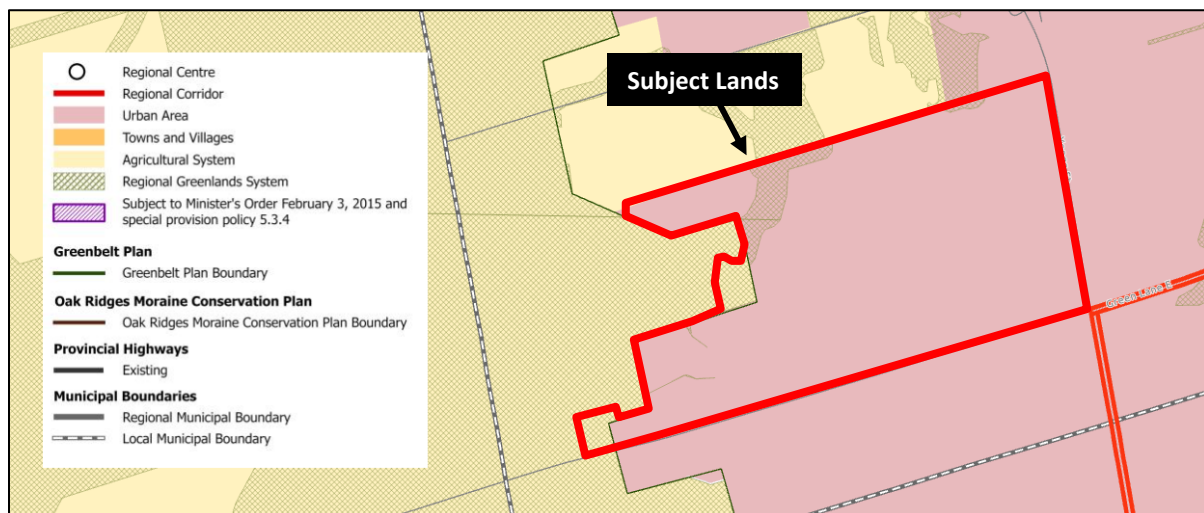 Subject Lands
Regional Centre
Regional Corridor
Urban Area
Towns and Villages
Agricultural System
Regional Greenlands System
Subject to Minister's Order February 3, 2015 and
special provision policy 5.3.4
Greenbelt Plan
Greenbelt Plan Boundary
Oak Ridges Moraine Conservation Plan
Oak Ridges Moraine Conservation Plan Boundary
Provincial Highways
Existing
Municipal Boundaries
Regional Municipal Boundary
Local Municipal Boundary
Green Lane E